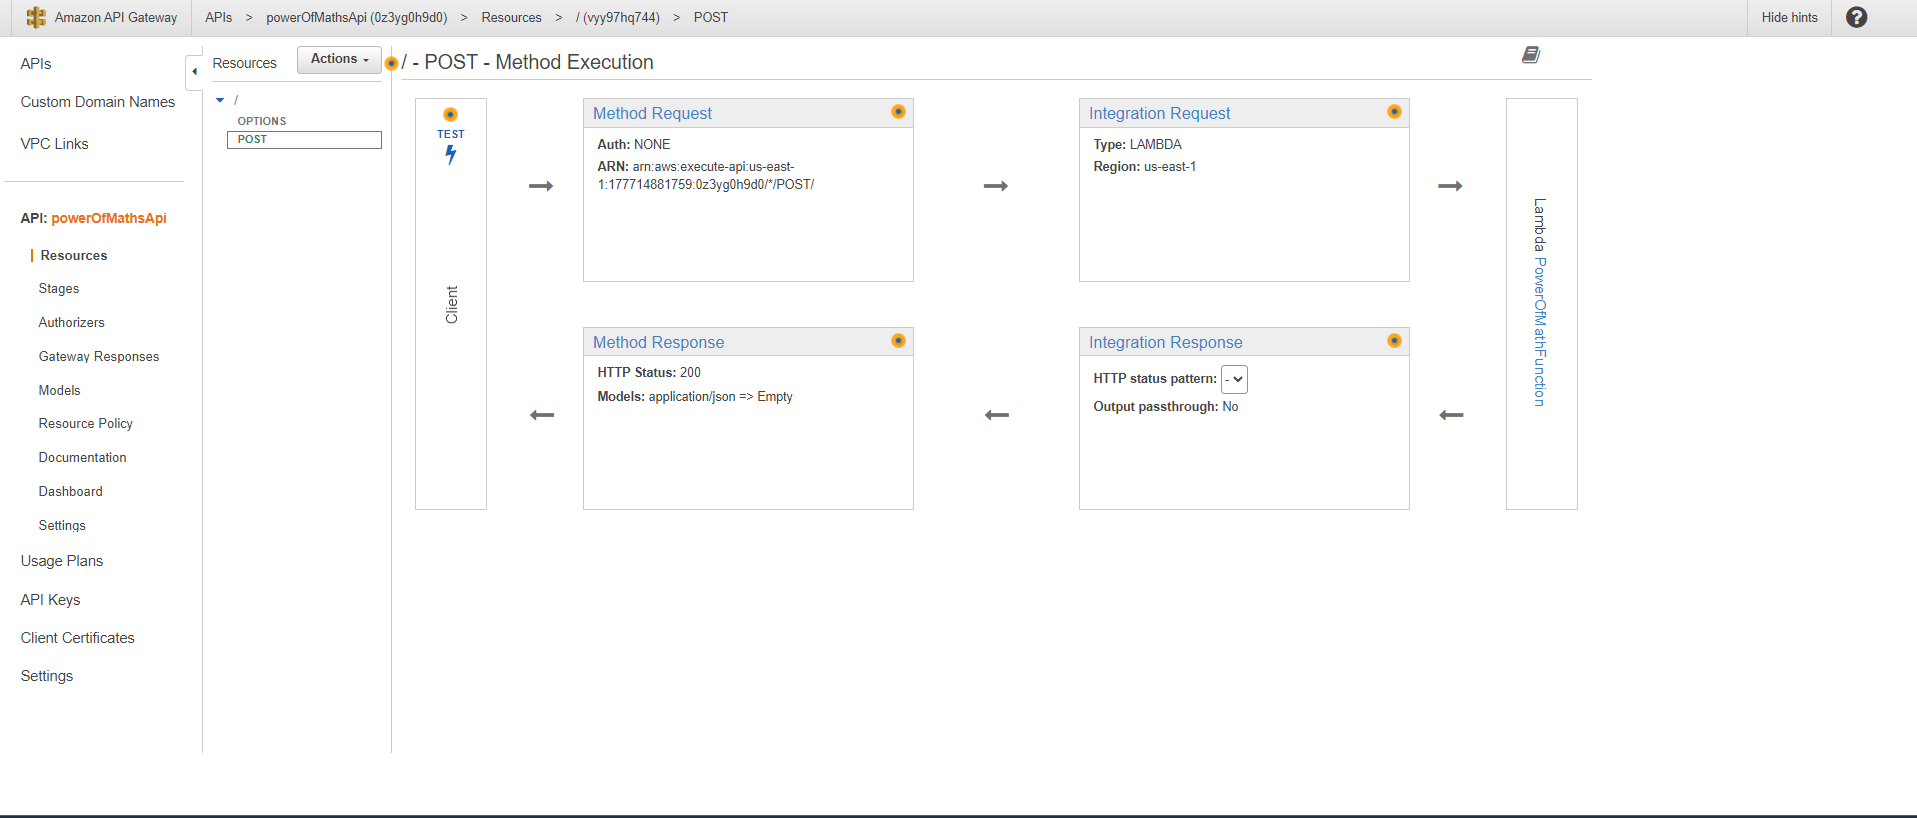 Amazon API Gateway
APIs > powerOfMathsApi (0z3yg0h9d0) > Resources > / (vyy97hq744) > POST
Hide hints
?
APIs
Custom Domain Names
VPC Links
API: powerOfMathsApi
Resources
Stages
Authorizers
Gateway Responses
Models
Resource Policy
Documentation
Dashboard
Settings
Usage Plans
API Keys
Client Certificates
Settings
Resources
Actions
/
OPTIONS
POST
/ - POST - Method Execution
TEST
Client
Method Request
Auth: NONE
ARN: arn:aws:execute-api:us-east-
1:177714881759:0z3yg0h9d0/*/POST/
Integration Request
Type: LAMBDA
Region: us-east-1
Lambda PowerOfMathFunction
Method Response
HTTP Status: 200
Models: application/json => Empty
Integration Response
HTTP status pattern: -
Output passthrough: No